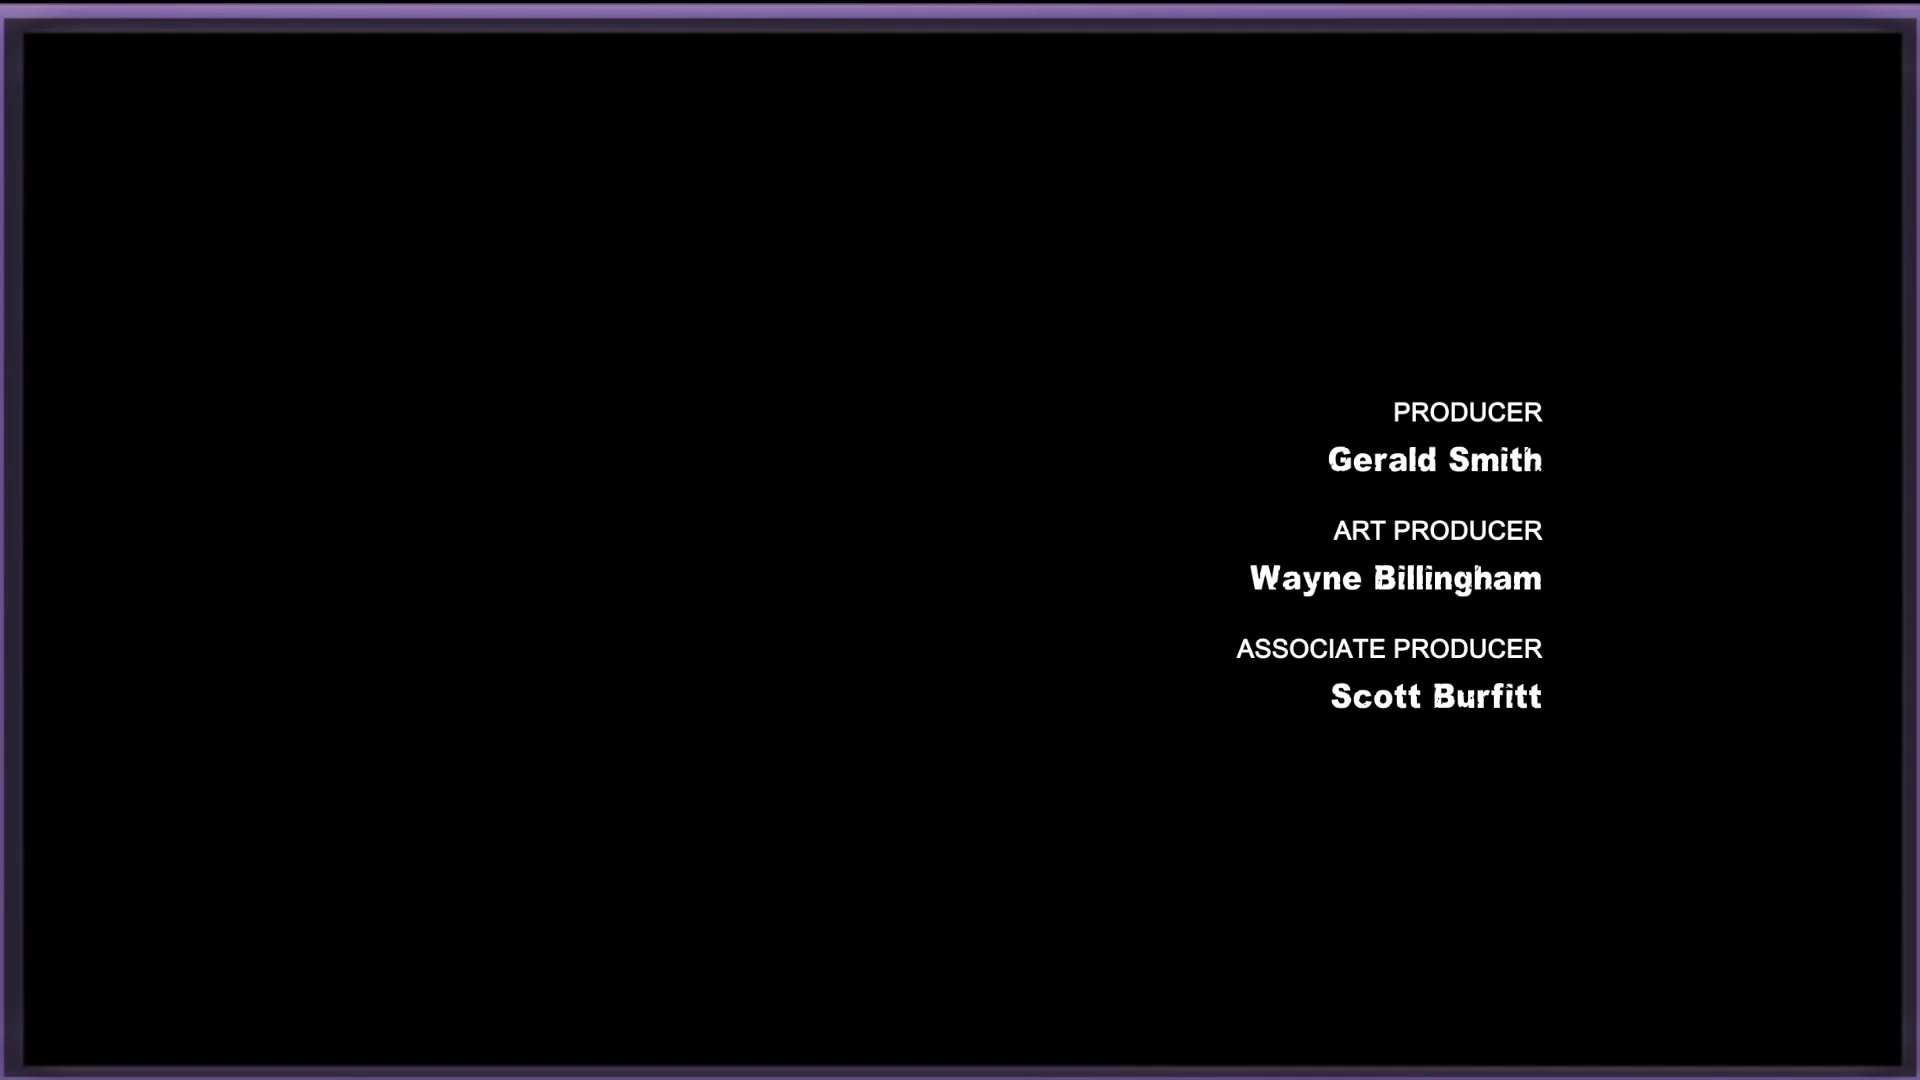 PRODUCER
Gerald Smith
ART PRODUCER
Wayne Billingham
ASSOCIATE PRODUCER
Scott Burfitt